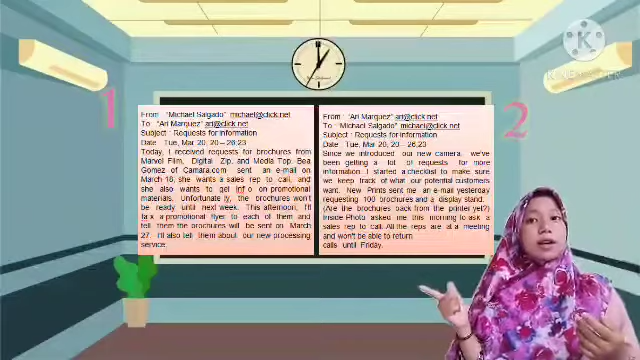 KINEMASTER
1
From "Michael Salgado" michael@click.net
To "Ari Marquez" ari@click.net
Subject : Requests for information
Date Tue, Mar 20, 20-- 26:23
Today, I received requests for brochures from
Marvel Film, Digital Zip, and Media Top. Bea
Gomez of Camara.com sent an e-mail on
March 16, she wants a sales rep to call, and
she also wants to get inf o on promotional
materials. Unfortunate ly, the brochures won't
be ready until next week. This afternoon, I'll
fa x a promotional flyer to each of them and
tell them the brochures will be sent on March
27. I'll also tell them about our new processing
service.
2
From "Ari Marquez" ari@click.net
To "Michael Salgado" michael@click.net
Subject : Requests for information
Date Tue, Mar 20, 20-- 26:23
Since we introduced our new camera, we've
been getting a lot of requests for more
information. I started a checklist to make sure
we keep track of what our potential customers
want. New Prints sent me an e-mail yesterday
requesting 100 brochures and a display stand.
(Are the brochures back from the printer yet?)
Inside Photo asked me this morning to ask a
sales rep to call. All the reps are at a meeting
and won't be able to return
calls until Friday.